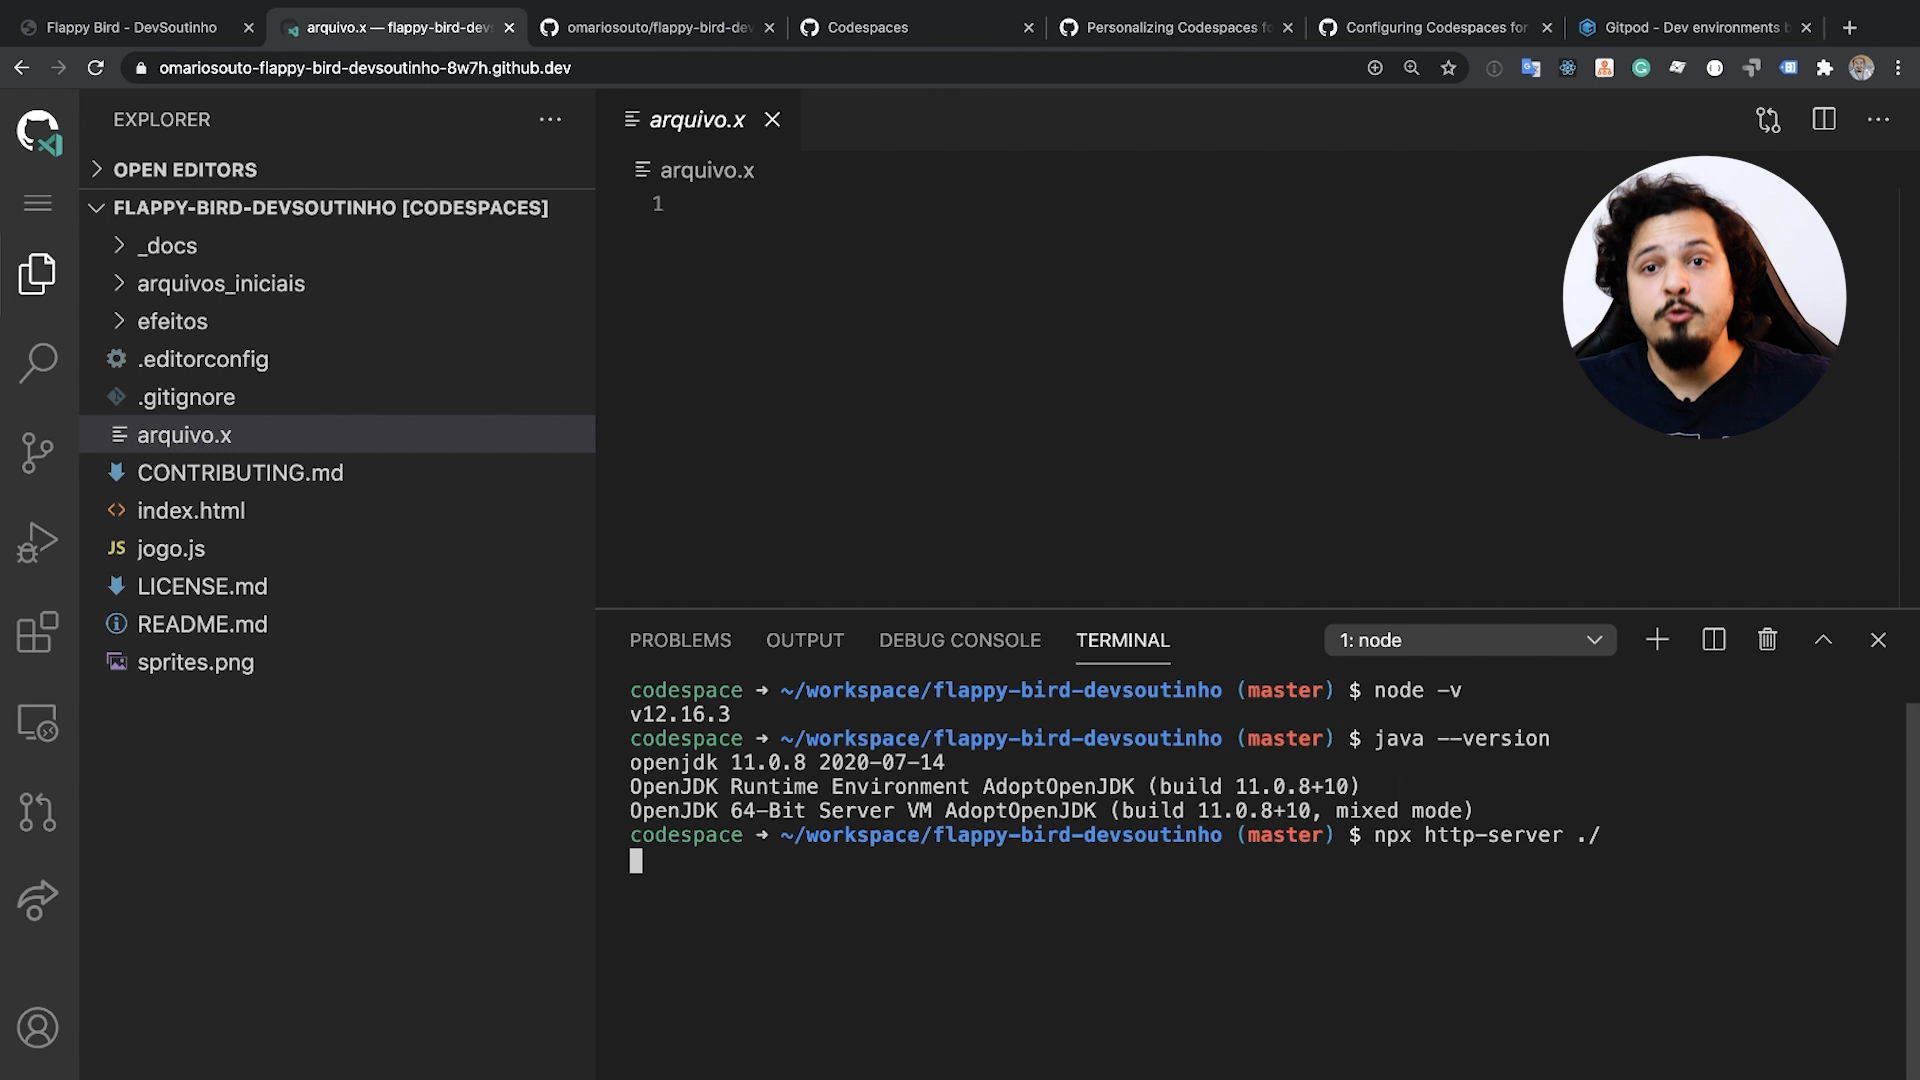 Flappy Bird - DevSoutinho
arquivo.x — flappy-bird-devs
omariosouto/flappy-bird-dev
Codespaces
Personalizing Codespaces fo
Configuring Codespaces for
Gitpod - Dev environments b
omariosouto-flappy-bird-devsoutinho-8w7h.github.dev
EXPLORER
OPEN EDITORS
FLAPPY-BIRD-DEVSOUTINHO [CODESPACES]
_docs
arquivos_iniciais
efeitos
.editorconfig
.gitignore
arquivo.x
CONTRIBUTING.md
index.html
JS jogo.js
LICENSE.md
README.md
sprites.png
arquivo.x
arquivo.x
1
PROBLEMS OUTPUT DEBUG CONSOLE TERMINAL 1: node
codespace ➜ ~/workspace/flappy-bird-devsoutinho (master) $ node -v
v12.16.3
codespace ➜ ~/workspace/flappy-bird-devsoutinho (master) $ java --version
openjdk 11.0.8 2020-07-14
OpenJDK Runtime Environment AdoptOpenJDK (build 11.0.8+10)
OpenJDK 64-Bit Server VM AdoptOpenJDK (build 11.0.8+10, mixed mode)
codespace ➜ ~/workspace/flappy-bird-devsoutinho (master) $ npx http-server ./